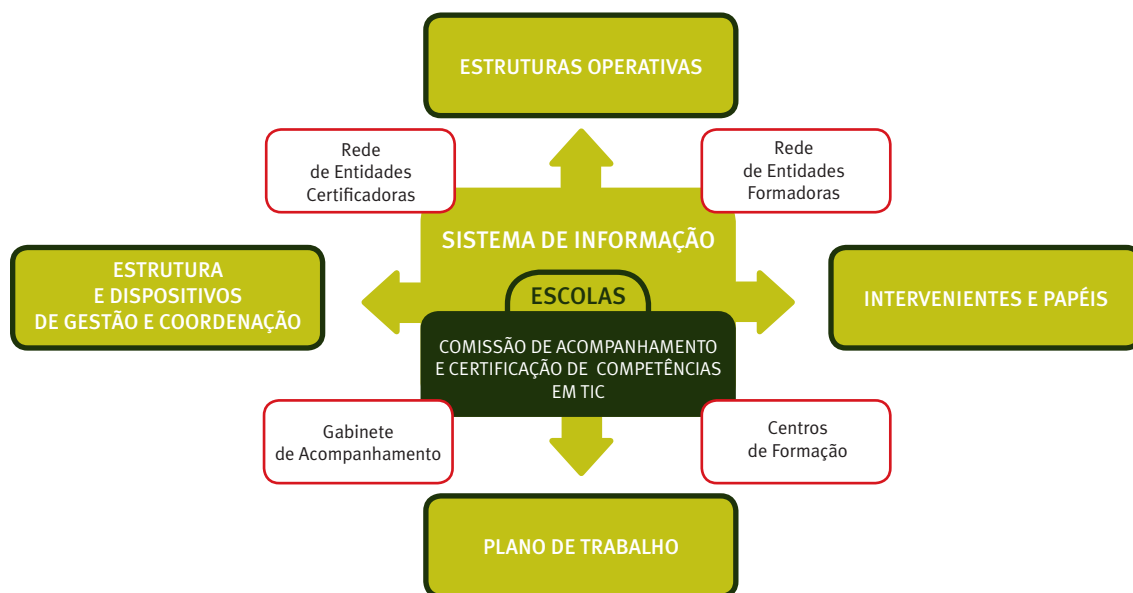 ESTRUTURAS OPERATIVAS
Rede
de Entidades
Certificadoras
Rede
de Entidades
Formadoras
SISTEMA DE INFORMAÇÃO
ESTRUTURA
E DISPOSITIVOS
DE GESTÃO E COORDENAÇÃO
ESCOLAS
INTERVENIENTES E PAPÉIS
COMISSÃO DE ACOMPANHAMENTO
E CERTIFICAÇÃO DE COMPETÊNCIAS
EM TIC
Gabinete
de Acompanhamento
Centros
de Formação
PLANO DE TRABALHO